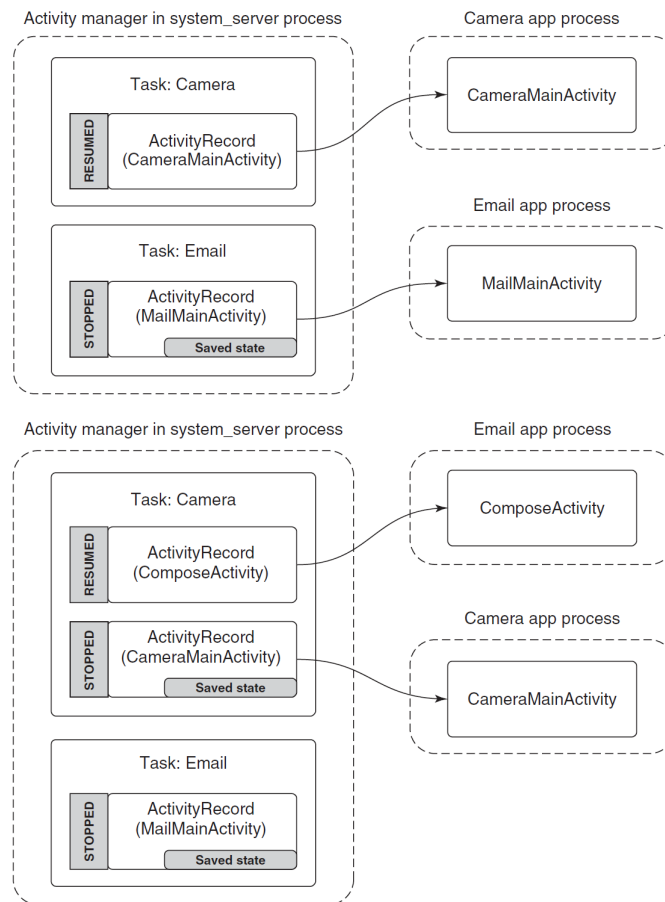 Activity manager in system_server process
Camera app process
Task: Camera
RESUMED
ActivityRecord
(CameraMainActivity)
CameraMainActivity
Email app process
Task: Email
STOPPED
ActivityRecord
(MailMainActivity)
Saved state
MailMainActivity
Activity manager in system_server process
Email app process
Task: Camera
RESUMED
ActivityRecord
(ComposeActivity)
ComposeActivity
Camera app process
STOPPED
ActivityRecord
(CameraMainActivity)
Saved state
CameraMainActivity
Task: Email
STOPPED
ActivityRecord
(MailMainActivity)
Saved state